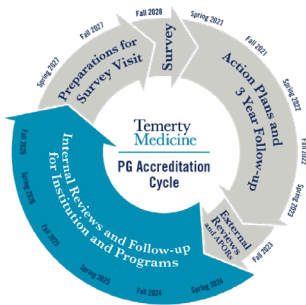 Fall 2028
Survey
Spring 2021
Fall 2021
Action Plans and
3 Year Follow-up
Spring 2022
Fall 2022
Spring 2023
Fall 2023
External
Reviews
and APORs
Spring 2024
Fall 2024
Spring 2025
Fall 2025
Spring 2026
Fall 2026
Internal Reviews and Follow-up
for Institution and Programs
Spring 2027
Fall 2027
Preparations for
Survey Visit
Temerty
Medicine
PG Accreditation
Cycle